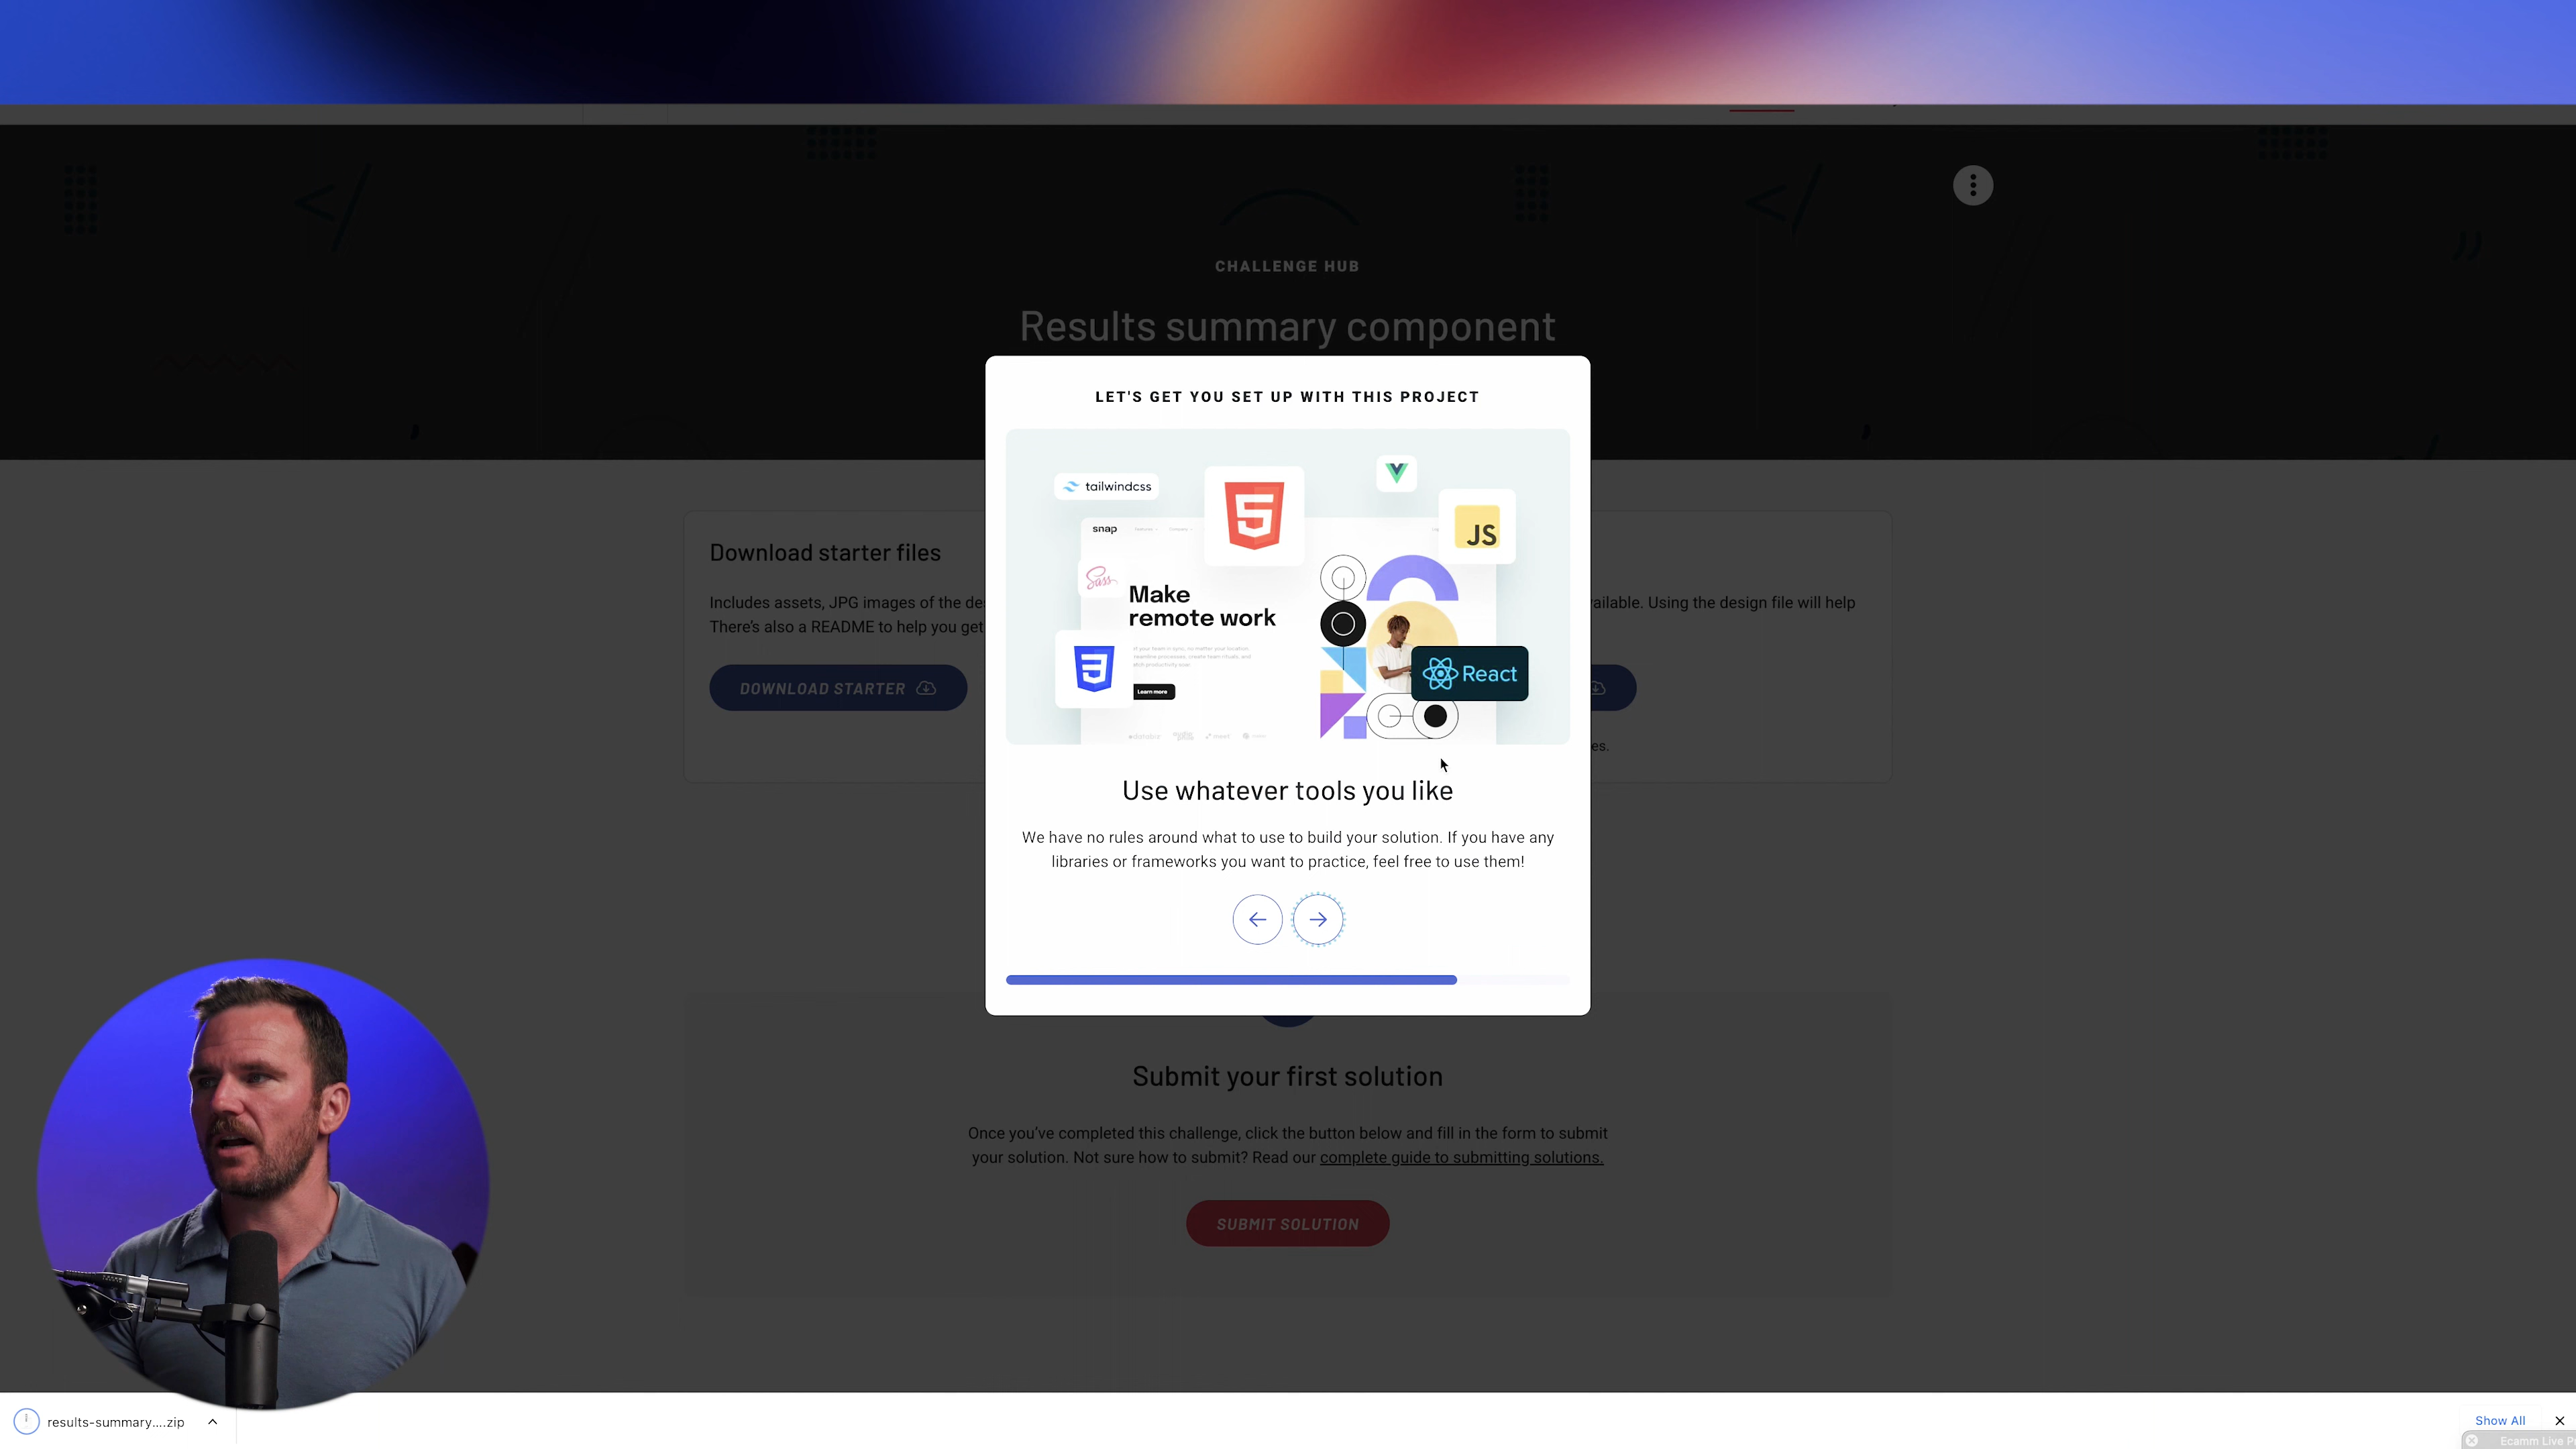 CHALLENGE HUB
Results summary component
LET'S GET YOU SET UP WITH THIS PROJECT
tailwindcss
JS
snap
Sass
Make
remote work
React
Learn more
Download starter files
Includes assets, JPG images of the de
There's also a README to help you get
DOWNLOAD STARTER
ailable. Using the design file will help
es.
Use whatever tools you like
We have no rules around what to use to build your solution. If you have any
libraries or frameworks you want to practice, feel free to use them!
Submit your first solution
Once you've completed this challenge, click the button below and fill in the form to submit
your solution. Not sure how to submit? Read our complete guide to submitting solutions.
SUBMIT SOLUTION
results-summary....zip
Show All
Ecamm Live P